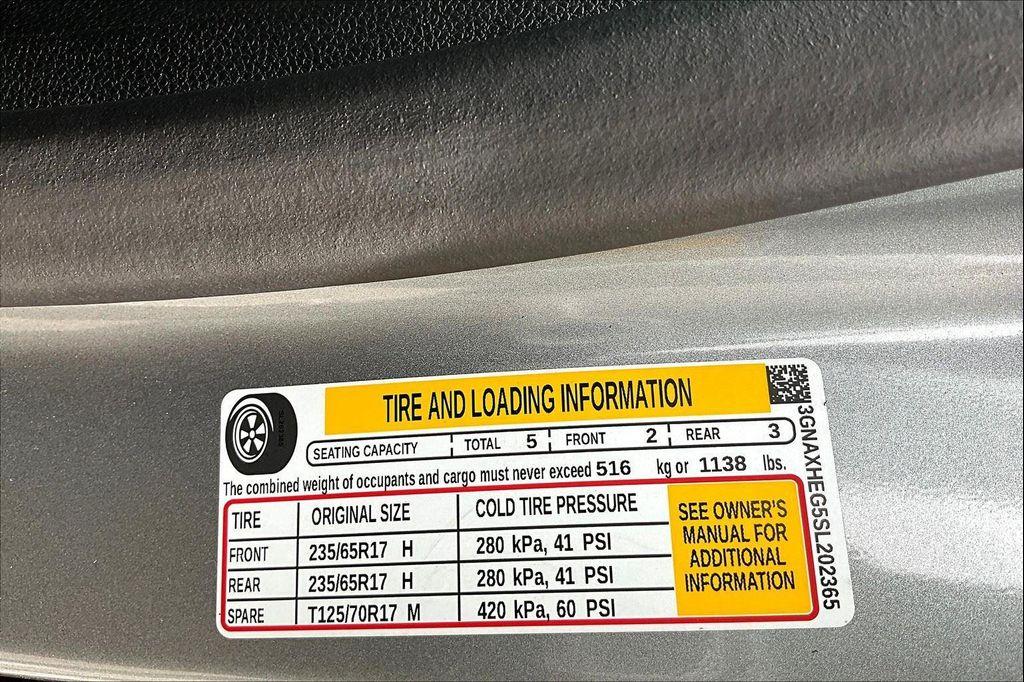 TIRE AND LOADING INFORMATION
SEATING CAPACITY TOTAL 5 FRONT 2 REAR 3
The combined weight of occupants and cargo must never exceed 516 kg or 1138 lbs.
TIRE ORIGINAL SIZE COLD TIRE PRESSURE
FRONT 235/65R17 H 280 kPa, 41 PSI
REAR 235/65R17 H 280 kPa, 41 PSI
SPARE T125/70R17 M 420 kPa, 60 PSI
SEE OWNER'S
MANUAL FOR
ADDITIONAL
INFORMATION
3GNAXHEG5SL202365